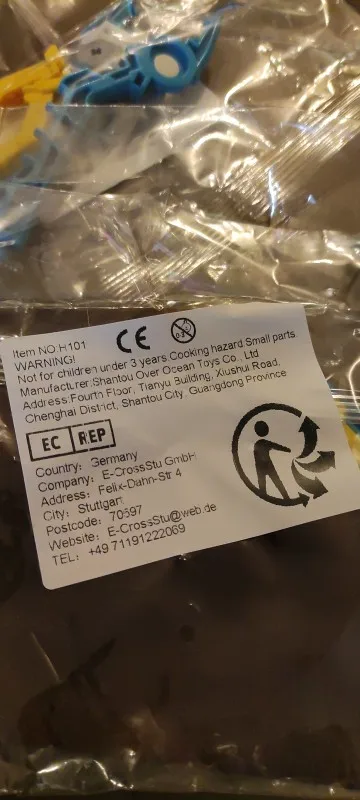 Item NO.H101
WARNING!
Not for children under 3 years.Cooking hazard Small parts.
Manufacturer:Shantou Over Ocean Toys Co., Ltd
Address:Fourth Floor, Tianyu Building, Xiushui Road,
Chenghai District, Shantou City, Guangdong Province
CE
0-3
EC REP
Country: Germany
Company: E-CrossStu GmbH
Address: Felix-Dahn-Str 4
City: Stuttgart
Postcode: 70597
Website: E-CrossStu@web.de
TEL: +49 71191222069